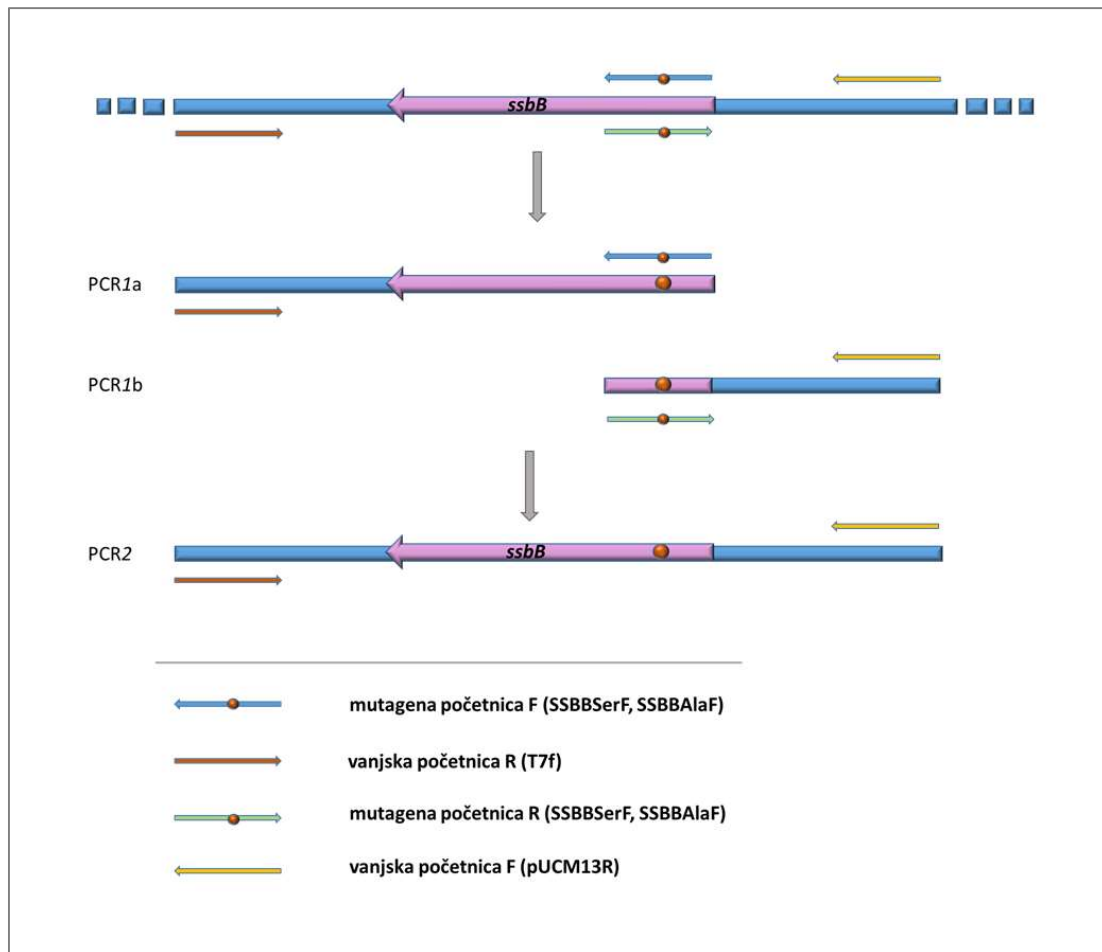 ssbB
PCR1a
PCR1b
PCR2
ssbB
mutagena početnica F (SSBBSerF, SSBBAlaF)
vanjska početnica R (T7f)
mutagena početnica R (SSBBSerF, SSBBAlaF)
vanjska početnica F (pUCM13R)